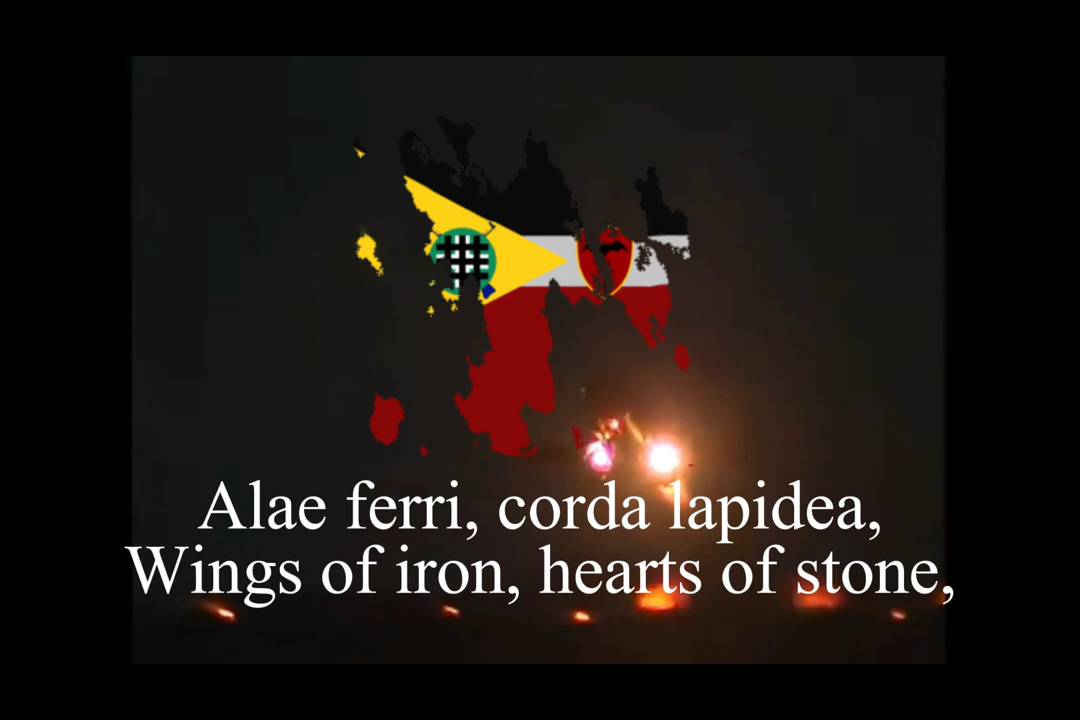 Alae ferri, corda lapidea,
Wings of iron, hearts of stone,